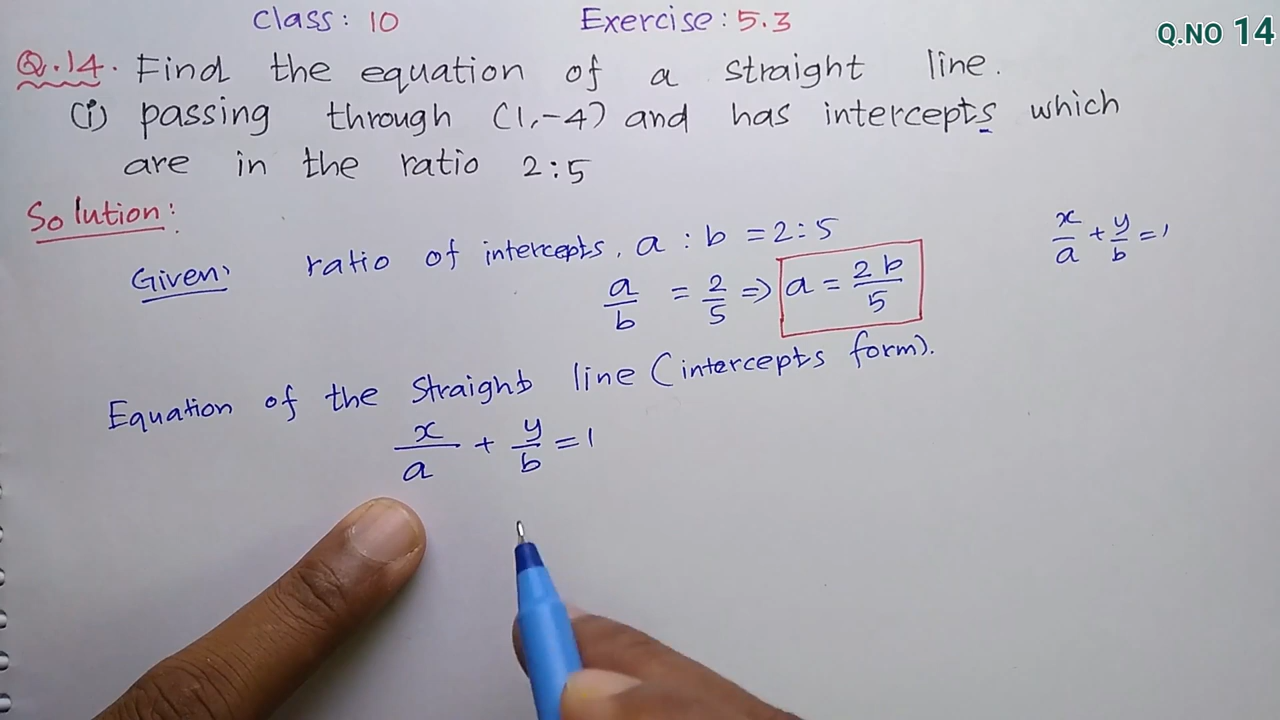 Class: 10 Exercise: 5.3
Q.NO 14
Q.14. Find the equation of a straight line.
(i) passing through (1,-4) and has intercepts which
are in the ratio 2:5
Solution:
Given: ratio of intercepts, a : b = 2:5
x/a + y/b = 1
a/b = 2/5 ⇒ a = 2b/5
Equation of the Straight line (intercepts form).
x/a + y/b = 1